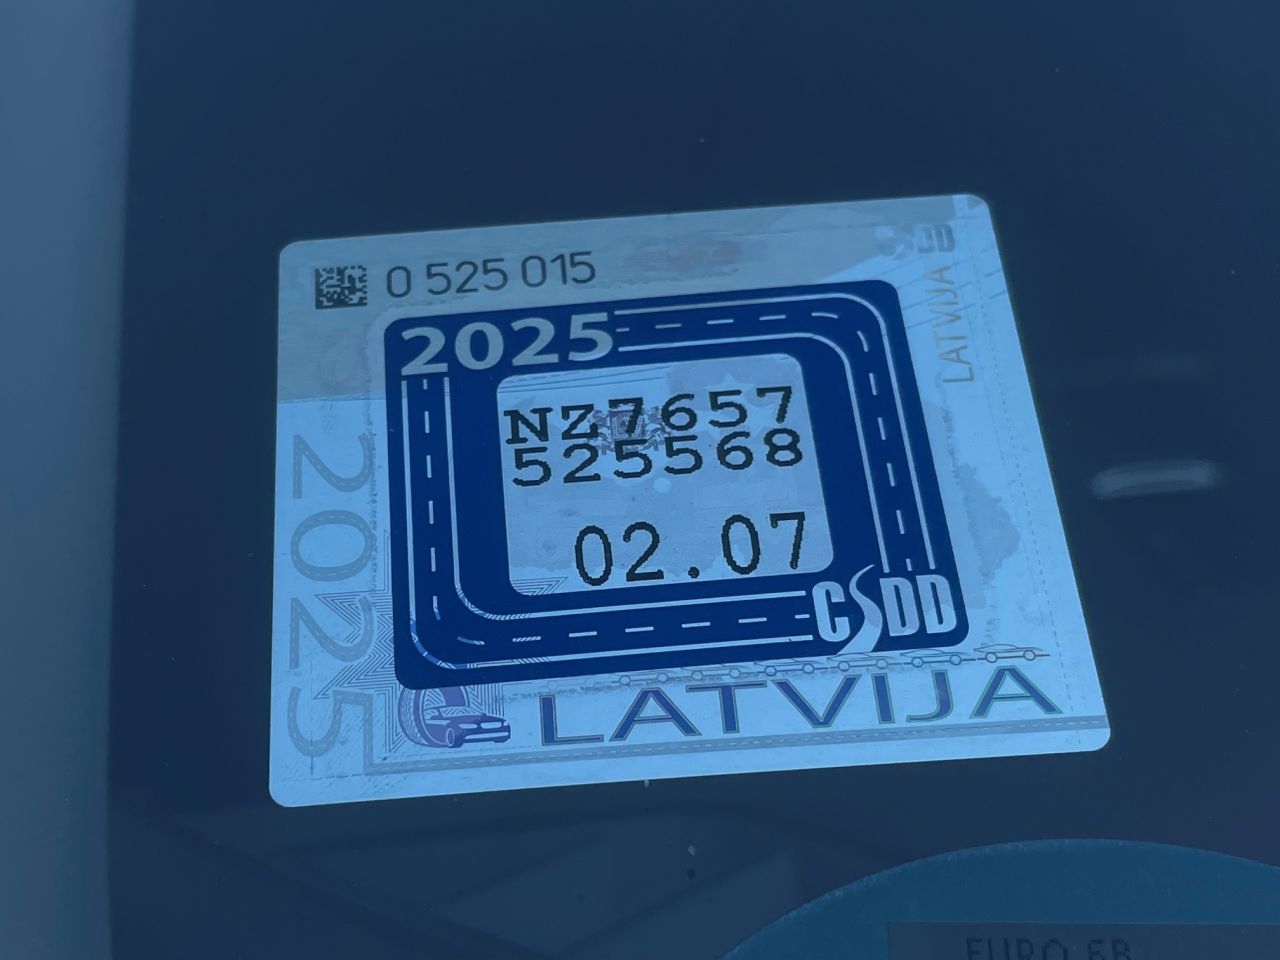 0 525 015
CSDD
LATVIJA
2025
NZ7657
525568
02.07
CSDD
2025
LATVIJA
EURO 6B